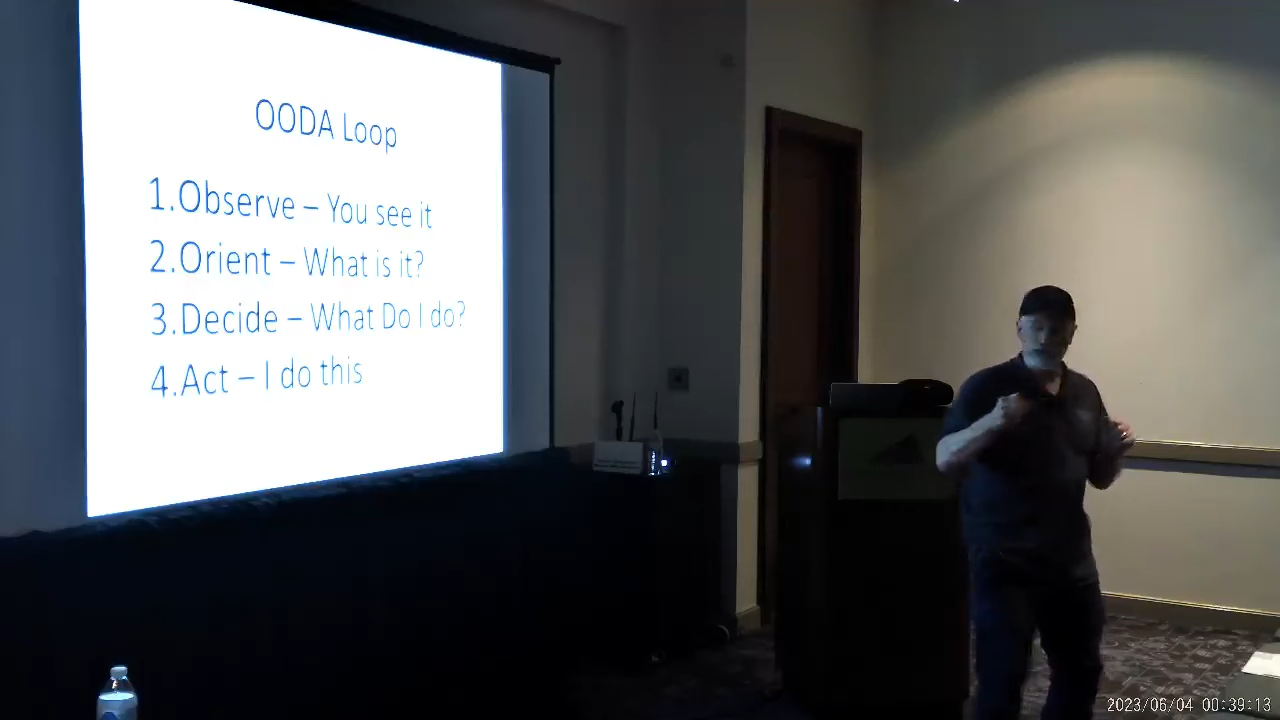 OODA Loop
1.Observe – You see it
2.Orient – What is it?
3.Decide – What Do I do?
4.Act – I do this
2023/06/04 00:39:13